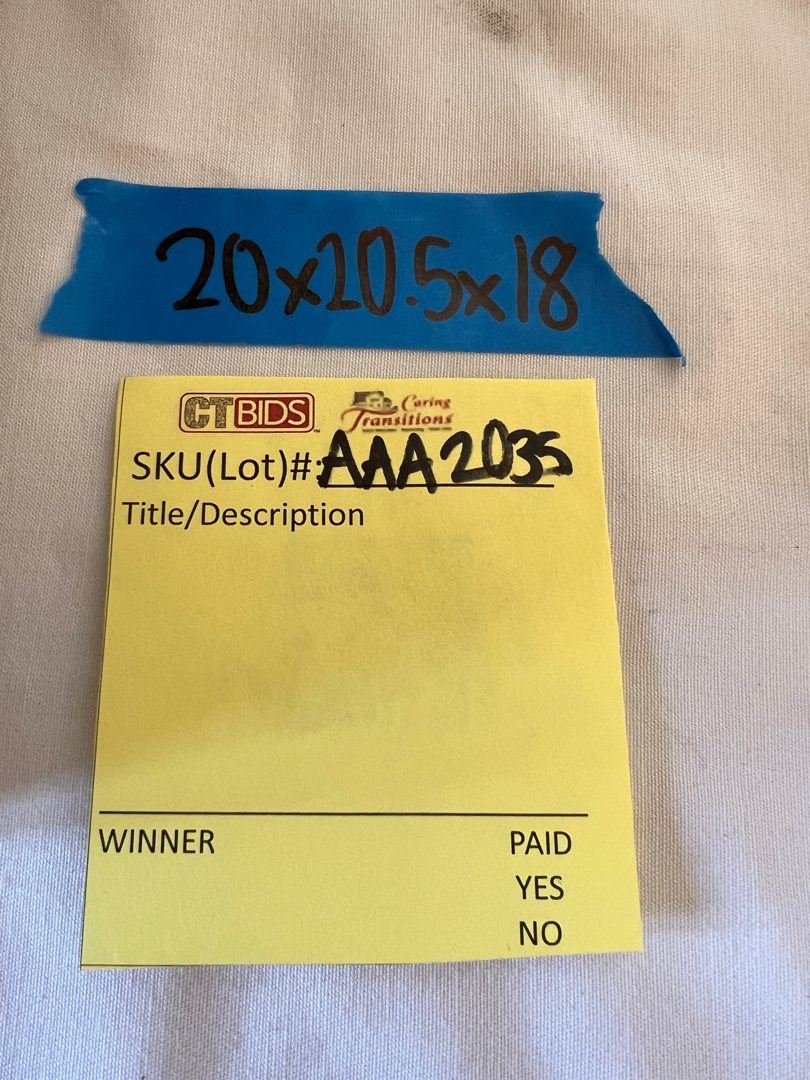 20x20.5x18
CTBIDS Caring
Transitions
SKU(Lot)#:AAA2035
Title/Description
WINNER PAID
YES
NO